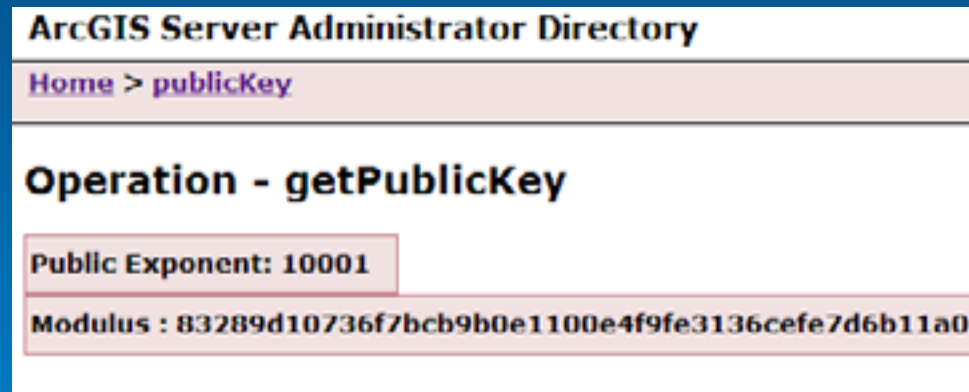 ArcGIS Server Administrator Directory
Home > publicKey
Operation - getPublicKey
Public Exponent: 10001
Modulus : 83289d10736f7bcb9b0e1100e4f9fe3136cefe7d6b11a0